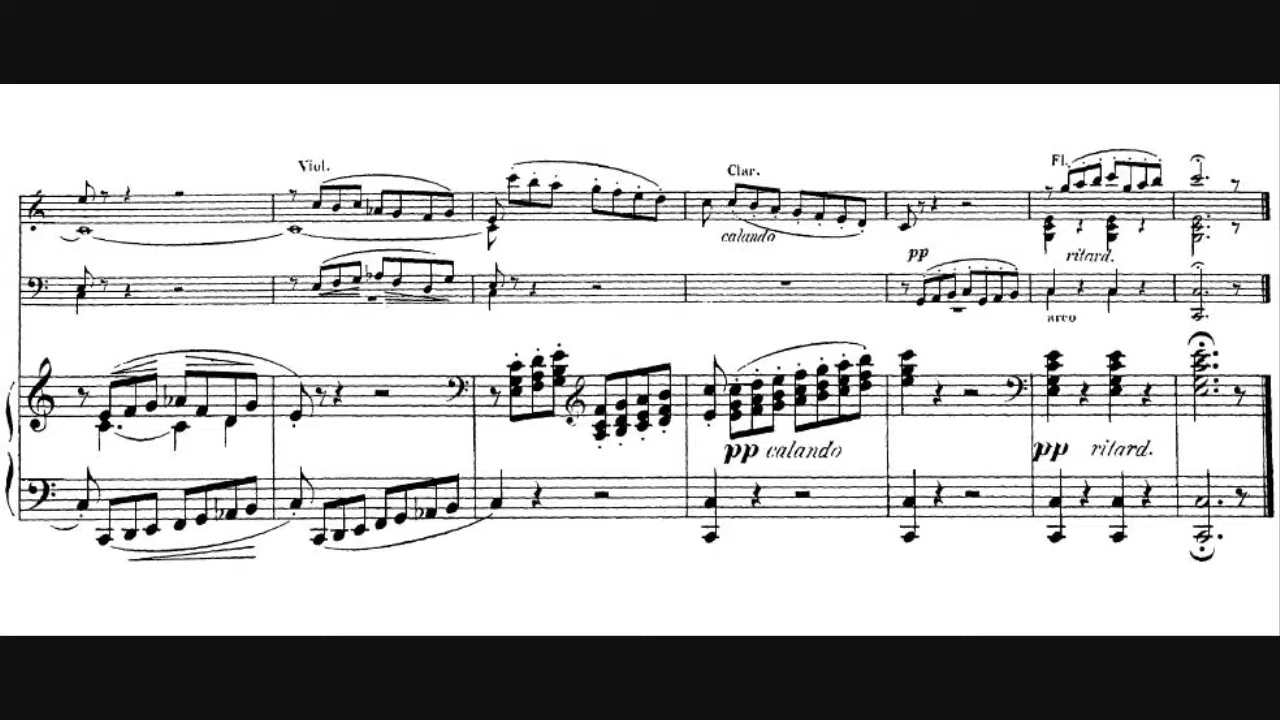 Viol.
Clar.
Fl.
calando
pp
ritard.
arco
pp calando
pp ritard.